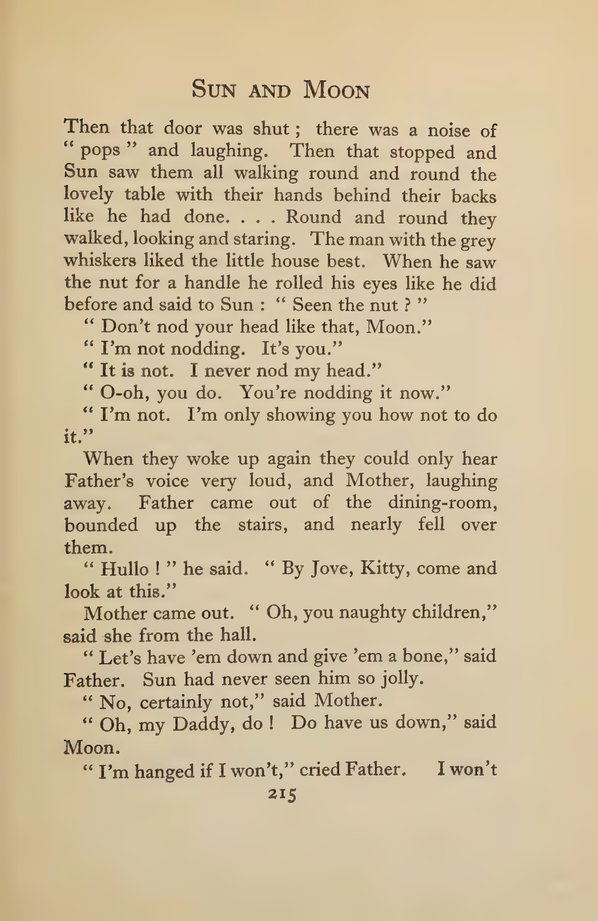 Sun and Moon
Then that door was shut ; there was a noise of
“ pops ” and laughing. Then that stopped and
Sun saw them all walking round and round the
lovely table with their hands behind their backs
like he had done. . . . Round and round they
walked, looking and staring. The man with the grey
whiskers liked the little house best. When he saw
the nut for a handle he rolled his eyes like he did
before and said to Sun : “ Seen the nut ? ”
“ Don't nod your head like that, Moon.”
“ I'm not nodding. It's you.”
“ It is not. I never nod my head.”
“ O-oh, you do. You're nodding it now.”
“ I'm not. I'm only showing you how not to do
it.”
When they woke up again they could only hear
Father's voice very loud, and Mother, laughing
away. Father came out of the dining-room,
bounded up the stairs, and nearly fell over
them.
“ Hullo ! ” he said. “ By Jove, Kitty, come and
look at this.”
Mother came out. “ Oh, you naughty children,”
said she from the hall.
“ Let's have 'em down and give 'em a bone,” said
Father. Sun had never seen him so jolly.
“ No, certainly not,” said Mother.
“ Oh, my Daddy, do ! Do have us down,” said
Moon.
“ I'm hanged if I won't,” cried Father. I won't
215